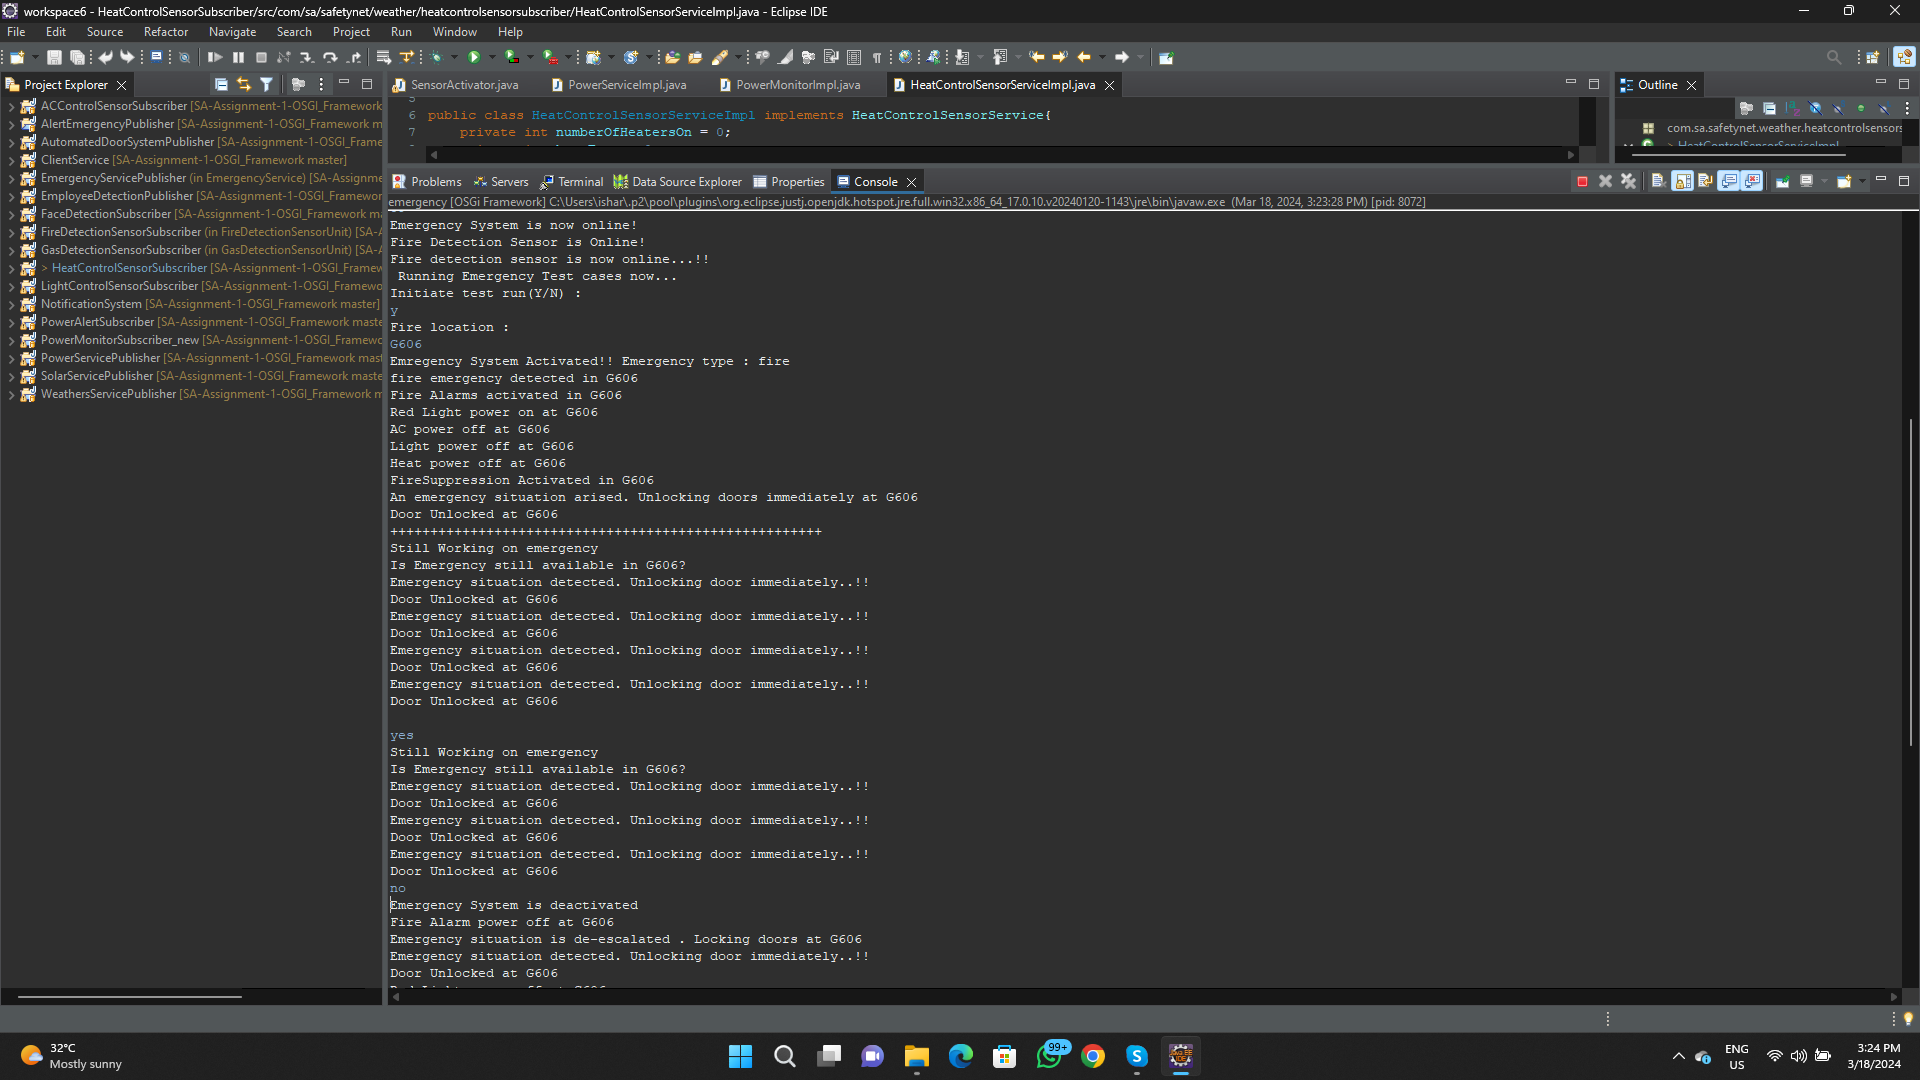 workspace6 - HeatControlSensorSubscriber/src/com/sa/safetynet/weather/heatcontrolsensorsubscriber/HeatControlSensorServiceImpl.java - Eclipse IDE
File Edit Source Refactor Navigate Search Project Run Window Help
Project Explorer
ACControlSensorSubscriber [SA-Assignment-1-OSGI_Framework
AlertEmergencyPublisher [SA-Assignment-1-OSGI_Framework m
AutomatedDoorSystemPublisher [SA-Assignment-1-OSGI_Frame
ClientService [SA-Assignment-1-OSGI_Framework master]
EmergencyServicePublisher (in EmergencyService) [SA-Assignme
EmployeeDetectionPublisher [SA-Assignment-1-OSGI_Framewo
FaceDetectionSubscriber [SA-Assignment-1-OSGI_Framework m
FireDetectionSensorSubscriber (in FireDetectionSensorUnit) [SA-
GasDetectionSensorSubscriber (in GasDetectionSensorUnit) [SA-A
> HeatControlSensorSubscriber [SA-Assignment-1-OSGI_Framew
LightControlSensorSubscriber [SA-Assignment-1-OSGI_Framewo
NotificationSystem [SA-Assignment-1-OSGI_Framework master]
PowerAlertSubscriber [SA-Assignment-1-OSGI_Framework maste
PowerMonitorSubscriber_new [SA-Assignment-1-OSGI_Framewo
PowerServicePublisher [SA-Assignment-1-OSGI_Framework mast
SolarServicePublisher [SA-Assignment-1-OSGI_Framework maste
WeathersServicePublisher [SA-Assignment-1-OSGI_Framework m
SensorActivator.java PowerServiceImpl.java PowerMonitorImpl.java HeatControlSensorServiceImpl.java
6 public class HeatControlSensorServiceImpl implements HeatControlSensorService{
7 private int numberOfHeatersOn = 0;
Outline
com.sa.safetynet.weather.heatcontrolsensors
> HeatControlSensorServiceImpl
Problems Servers Terminal Data Source Explorer Properties Console
emergency [OSGi Framework] C:\Users\ishar\.p2\pool\plugins\org.eclipse.justj.openjdk.hotspot.jre.full.win32.x86_64_17.0.10.v20240120-1143\jre\bin\javaw.exe (Mar 18, 2024, 3:23:28 PM) [pid: 8072]
Emergency System is now online!
Fire Detection Sensor is Online!
Fire detection sensor is now online...!!
Running Emergency Test cases now...
Initiate test run(Y/N) :
y
Fire location :
G606
Emregency System Activated!! Emergency type : fire
fire emergency detected in G606
Fire Alarms activated in G606
Red Light power on at G606
AC power off at G606
Light power off at G606
Heat power off at G606
FireSuppression Activated in G606
An emergency situation arised. Unlocking doors immediately at G606
Door Unlocked at G606
++++++++++++++++++++++++++++++++++++++++++++++++++++++
Still Working on emergency
Is Emergency still available in G606?
Emergency situation detected. Unlocking door immediately..!!
Door Unlocked at G606
Emergency situation detected. Unlocking door immediately..!!
Door Unlocked at G606
Emergency situation detected. Unlocking door immediately..!!
Door Unlocked at G606
Emergency situation detected. Unlocking door immediately..!!
Door Unlocked at G606
yes
Still Working on emergency
Is Emergency still available in G606?
Emergency situation detected. Unlocking door immediately..!!
Door Unlocked at G606
Emergency situation detected. Unlocking door immediately..!!
Door Unlocked at G606
Emergency situation detected. Unlocking door immediately..!!
Door Unlocked at G606
no
Emergency System is deactivated
Fire Alarm power off at G606
Emergency situation is de-escalated . Locking doors at G606
Emergency situation detected. Unlocking door immediately..!!
Door Unlocked at G606
32°C
Mostly sunny
99+
ENG
US
3:24 PM
3/18/2024